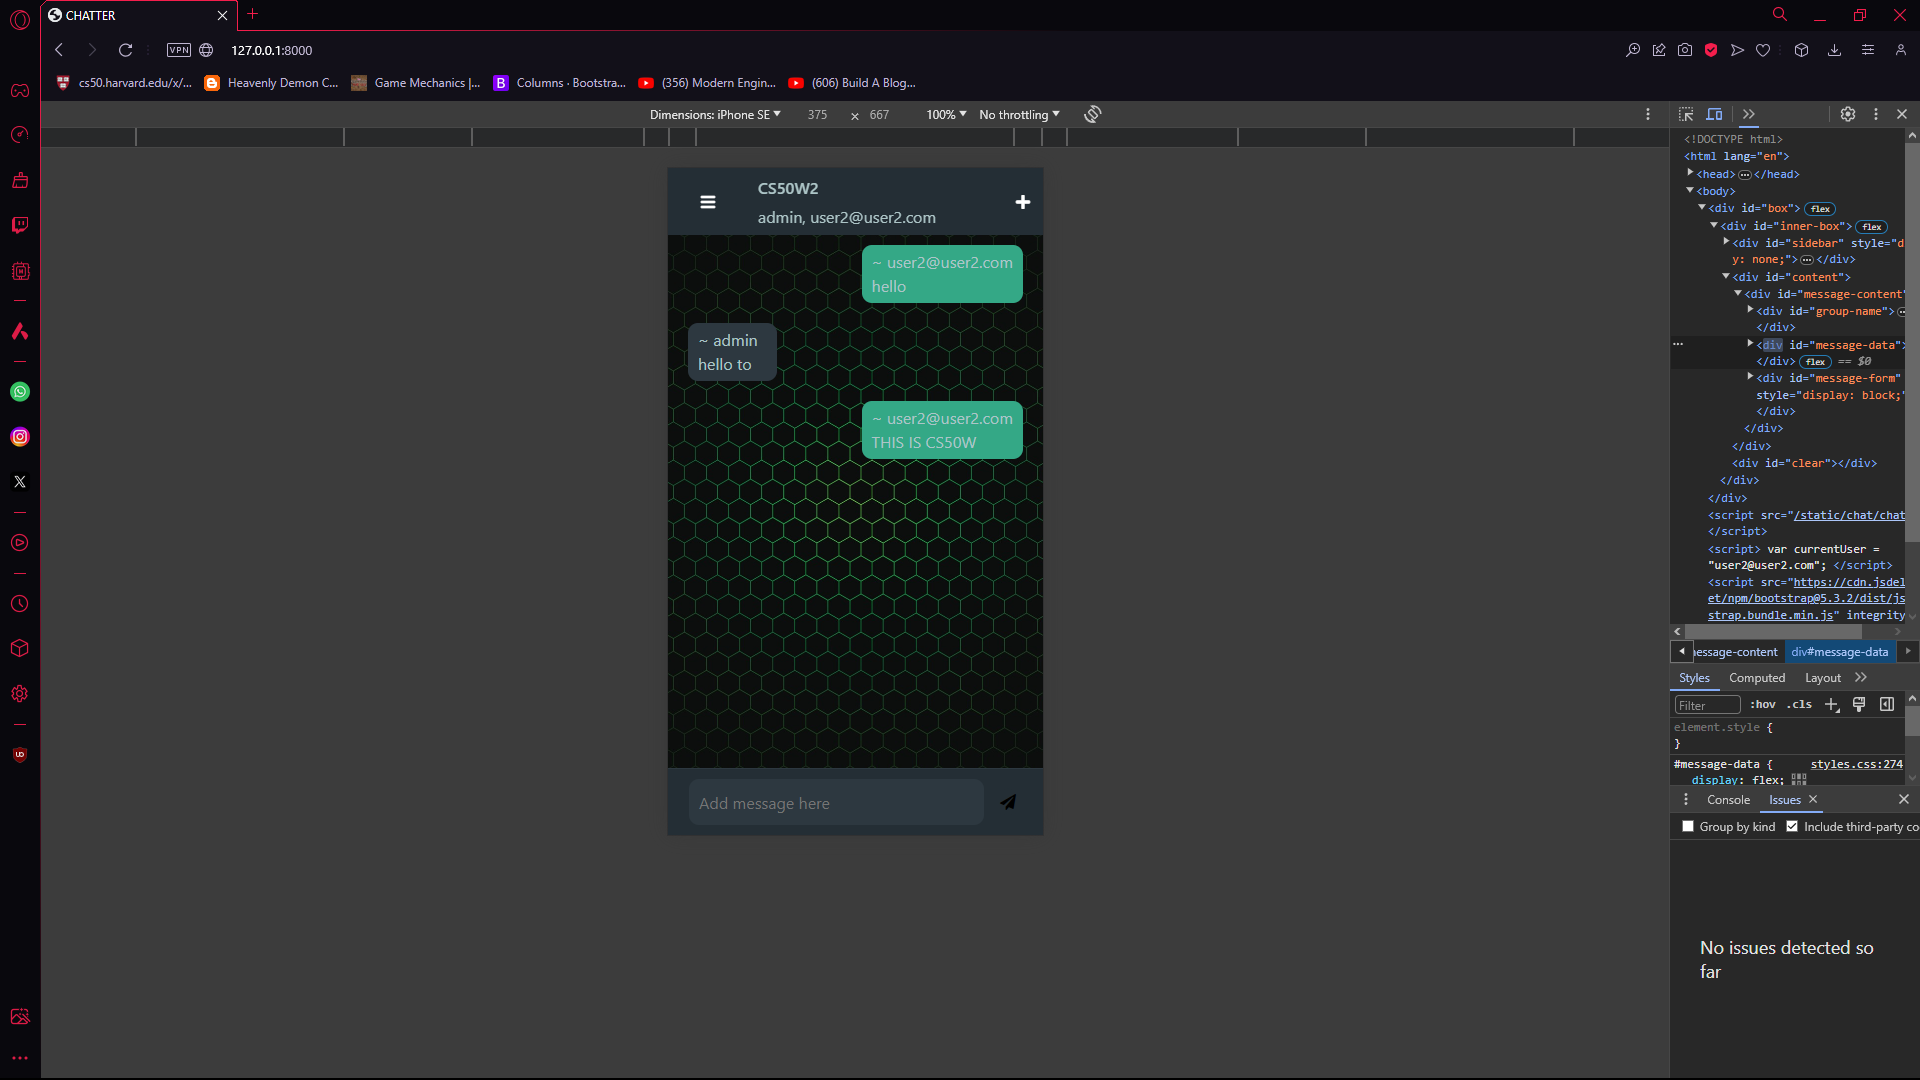 CHATTER
VPN
127.0.0.1:8000
cs50.harvard.edu/x/...
Heavenly Demon C...
Game Mechanics |...
B
Columns · Bootstra...
(356) Modern Engin...
(606) Build A Blog...
Dimensions: iPhone SE
375 × 667
100%
No throttling
CS50W2
admin, user2@user2.com
~ user2@user2.com
hello
~ admin
hello to
~ user2@user2.com
THIS IS CS50W
Add message here
<!DOCTYPE html>
<html lang="en">
<head>…</head>
<body>
<div id="box"> flex
<div id="inner-box"> flex
<div id="sidebar" style="d
y: none;">…</div>
<div id="content">
<div id="message-content"
<div id="group-name">…
</div>
<div id="message-data">
</div> flex == $0
<div id="message-form"
style="display: block;"
</div>
</div>
</div>
<div id="clear"></div>
</div>
</div>
<script src="/static/chat/chat
</script>
<script> var currentUser =
"user2@user2.com"; </script>
<script src="https://cdn.jsdel
et/npm/bootstrap@5.3.2/dist/js
strap.bundle.min.js" integrity
essage-content
div#message-data
Styles
Computed
Layout
Filter
:hov
.cls
element.style {
}
#message-data {
styles.css:274
display: flex;
Console
Issues
Group by kind
Include third-party co
No issues detected so
far